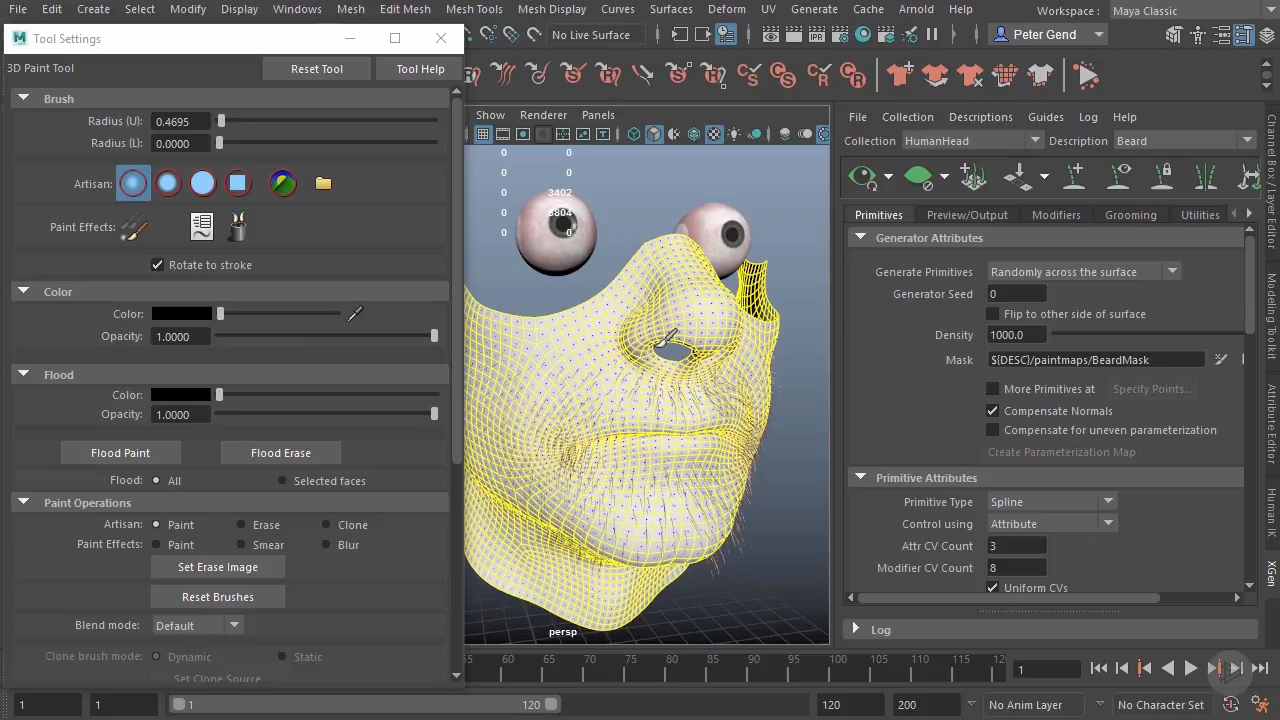 File Edit Create Select Modify Display Windows Mesh Edit Mesh Mesh Tools Mesh Display Curves Surfaces Deform UV Generate Cache Arnold Help Workspace : Maya Classic
Tool Settings
No Live Surface
Peter Gend
3D Paint Tool Reset Tool Tool Help
Brush
Radius (U): 0.4695
Radius (L): 0.0000
Artisan:
Paint Effects:
Rotate to stroke
Color
Color:
Opacity: 1.0000
Flood
Color:
Opacity: 1.0000
Flood Paint Flood Erase
Flood: All Selected faces
Paint Operations
Artisan: Paint Erase Clone
Paint Effects: Paint Smear Blur
Set Erase Image
Reset Brushes
Blend mode: Default
Clone brush mode: Dynamic Static
Set Clone Source
Show Renderer Panels
0 0
0 0
0 3402
0 3804
0 0
persp
File Collection Descriptions Guides Log Help
Collection HumanHead Description Beard
Primitives Preview/Output Modifiers Grooming Utilities
Generator Attributes
Generate Primitives Randomly across the surface
Generator Seed 0
Flip to other side of surface
Density 1000.0
Mask ${DESC}/paintmaps/BeardMask
More Primitives at Specify Points...
Compensate Normals
Compensate for uneven parameterization
Create Parameterization Map
Primitive Attributes
Primitive Type Spline
Control using Attribute
Attr CV Count 3
Modifier CV Count 8
Uniform CVs
Log
Channel Box / Layer Editor
Modeling Toolkit
Attribute Editor
Human IK
XGen
60 65 70 75 80 85 90 95 100 105 110 115 12
1
1 1 1 120 120 200 No Anim Layer No Character Set